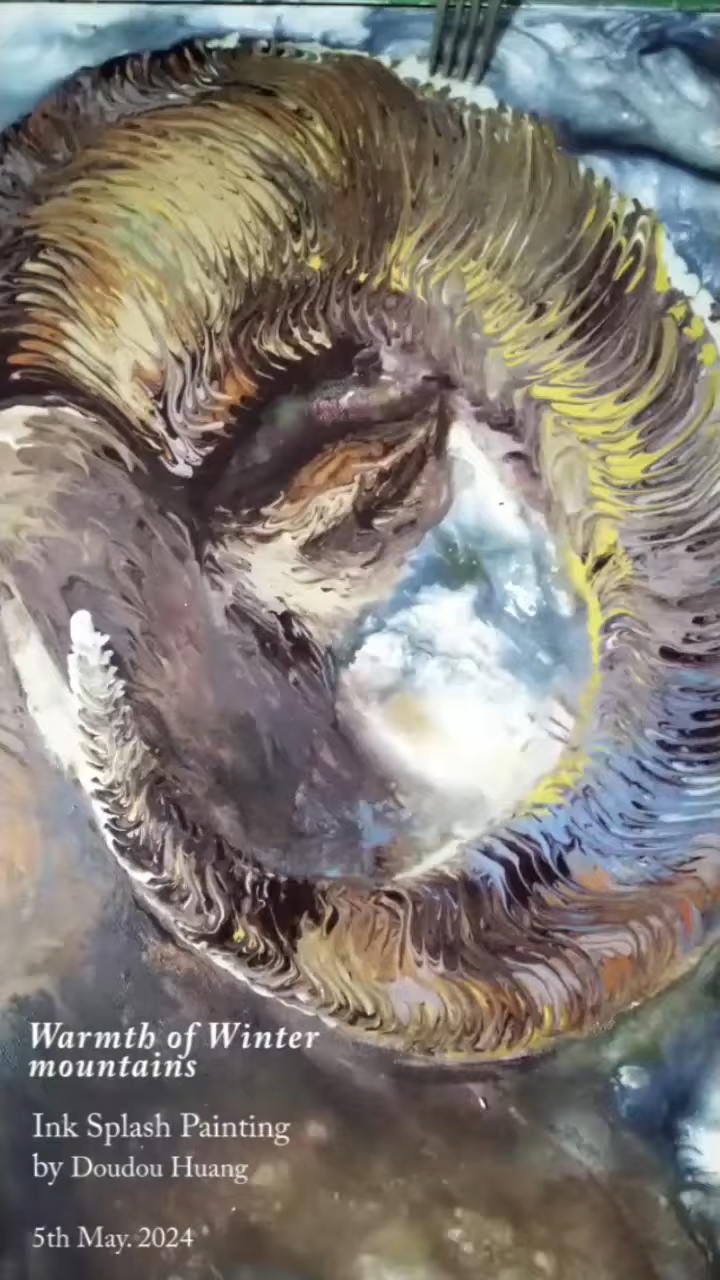 Warmth of Winter
mountains
Ink Splash Painting
by Doudou Huang
5th May. 2024